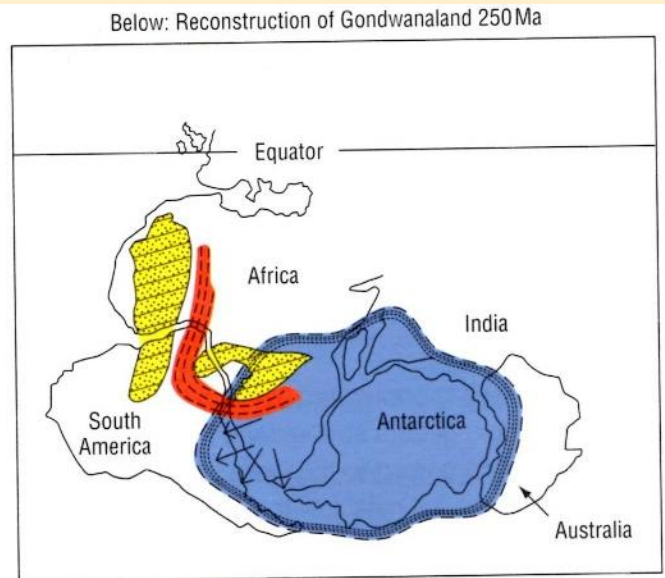 Below: Reconstruction of Gondwanaland 250 Ma
Equator
Africa
India
South
America
Antarctica
Australia